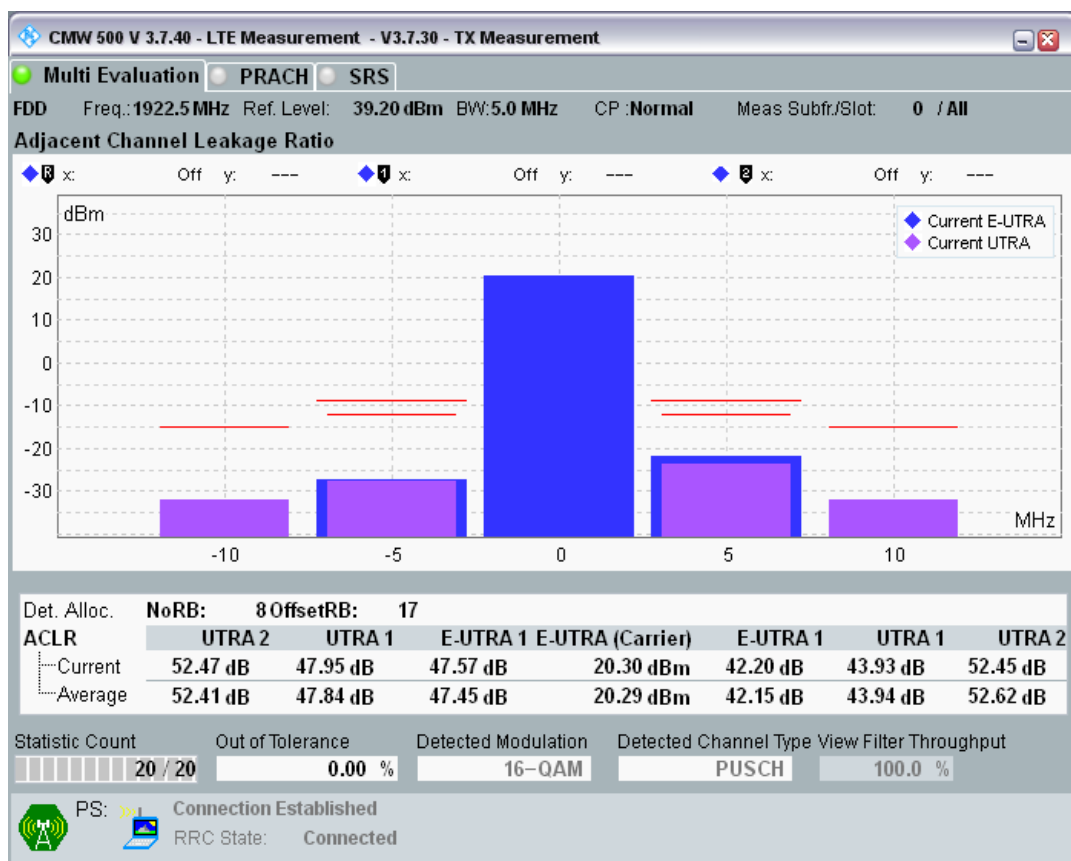 CMW 500 V 3.7.40 - LTE Measurement - V3.7.30 - TX Measurement
Multi Evaluation PRACH SRS
FDD Freq.: 1922.5 MHz Ref. Level: 39.20 dBm BW: 5.0 MHz CP : Normal Meas Subfr./Slot: 0 / All
Adjacent Channel Leakage Ratio
R x: Off y: --- 1 x: Off y: --- 2 x: Off y: ---
dBm
Current E-UTRA
Current UTRA
30
20
10
0
-10
-20
-30
MHz
-10 -5 0 5 10
Det. Alloc. NoRB: 8 OffsetRB: 17
ACLR UTRA 2 UTRA 1 E-UTRA 1 E-UTRA (Carrier) E-UTRA 1 UTRA 1 UTRA 2
Current 52.47 dB 47.95 dB 47.57 dB 20.30 dBm 42.20 dB 43.93 dB 52.45 dB
Average 52.41 dB 47.84 dB 47.45 dB 20.29 dBm 42.15 dB 43.94 dB 52.62 dB
Statistic Count Out of Tolerance Detected Modulation Detected Channel Type View Filter Throughput
20 / 20 0.00 % 16-QAM PUSCH 100.0 %
PS: Connection Established
RRC State: Connected